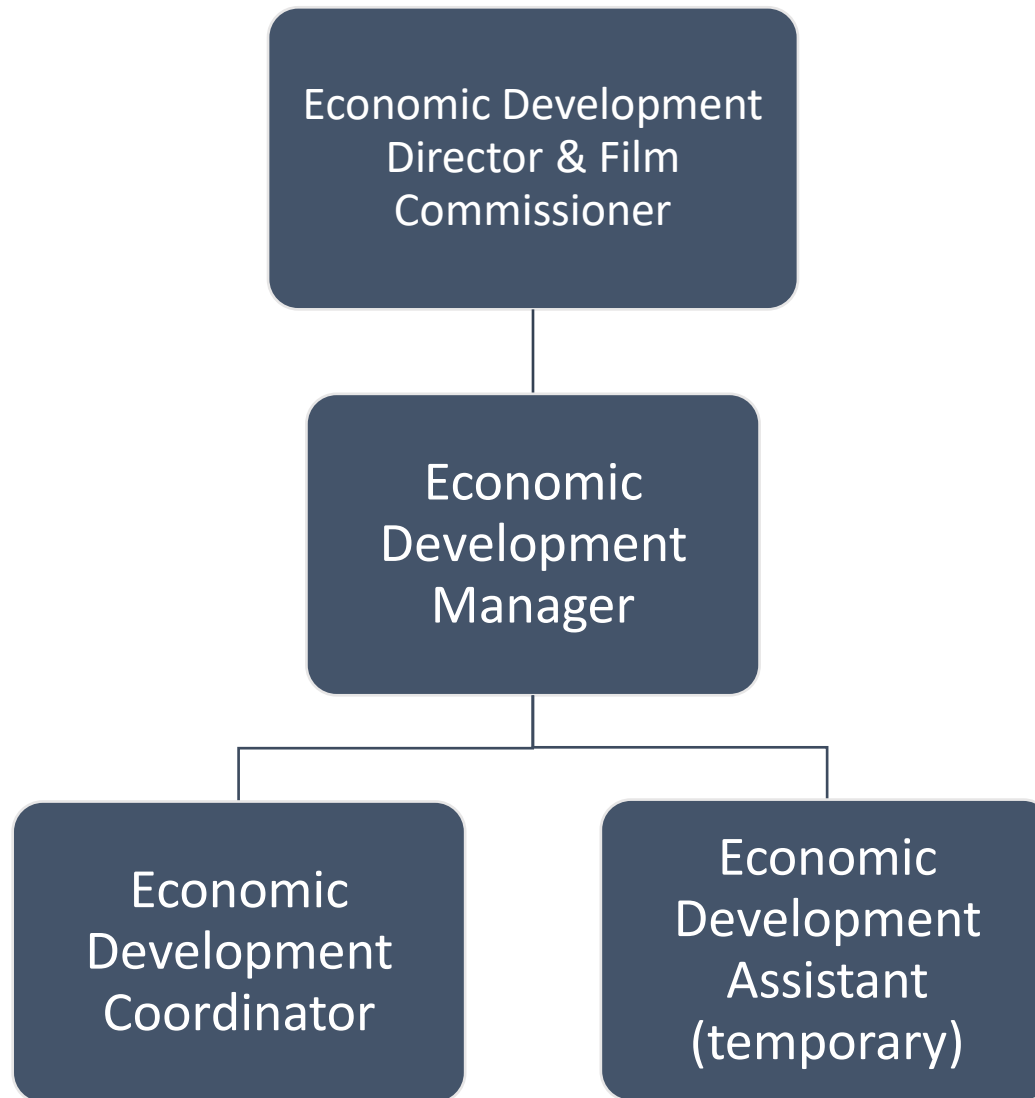 Economic Development
Director & Film
Commissioner
Economic
Development
Manager
Economic
Development
Coordinator
Economic
Development
Assistant
(temporary)